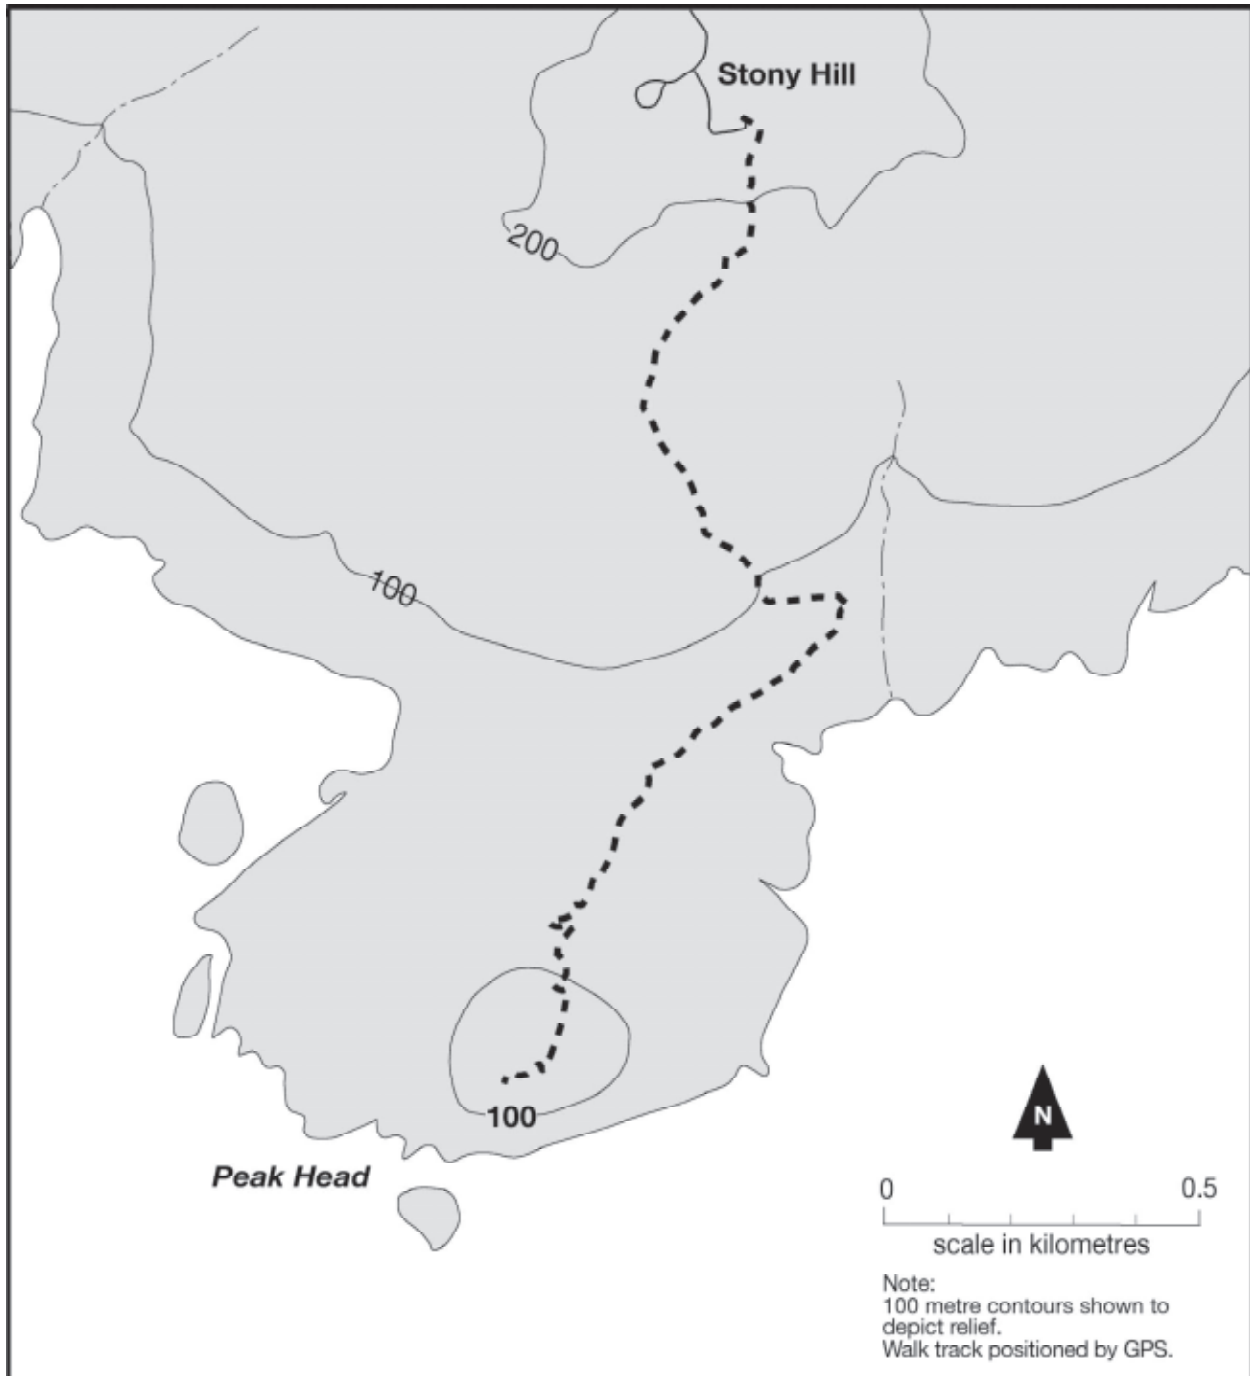 Stony Hill
200
100
100
Peak Head
N
0 0.5
scale in kilometres
Note:
100 metre contours shown to
depict relief.
Walk track positioned by GPS.